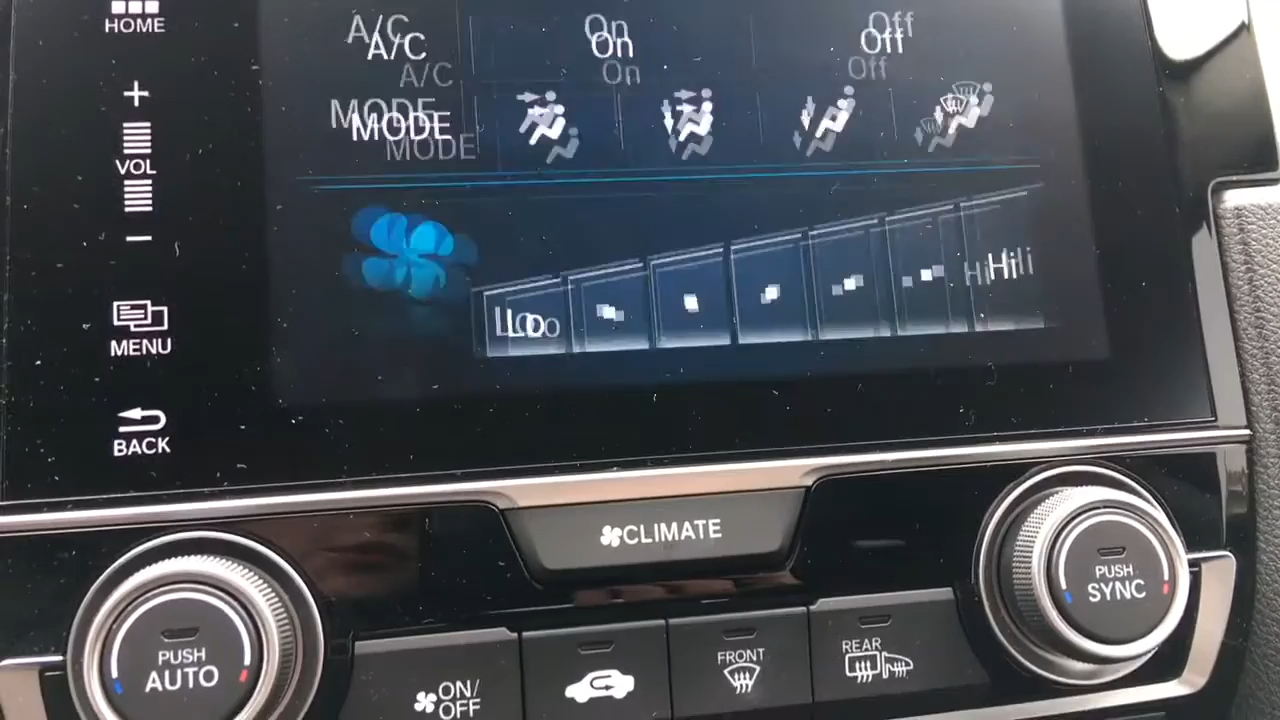 HOME
A/C On Off
VOL
MODE
Lo Hi
MENU
BACK
CLIMATE
PUSH
AUTO
ON/
OFF
FRONT
REAR
PUSH
SYNC